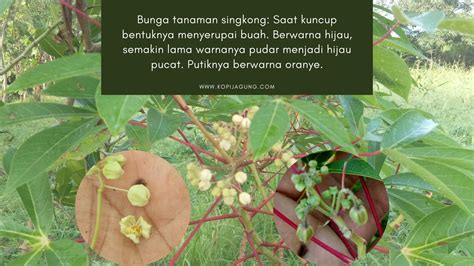 Bunga tanaman singkong: Saat kuncup
bentuknya menyerupai buah. Berwarna hijau,
semakin lama warnanya pudar menjadi hijau
pucat. Putiknya berwarna oranye.
WWW.KOPIJAGUNG.COM